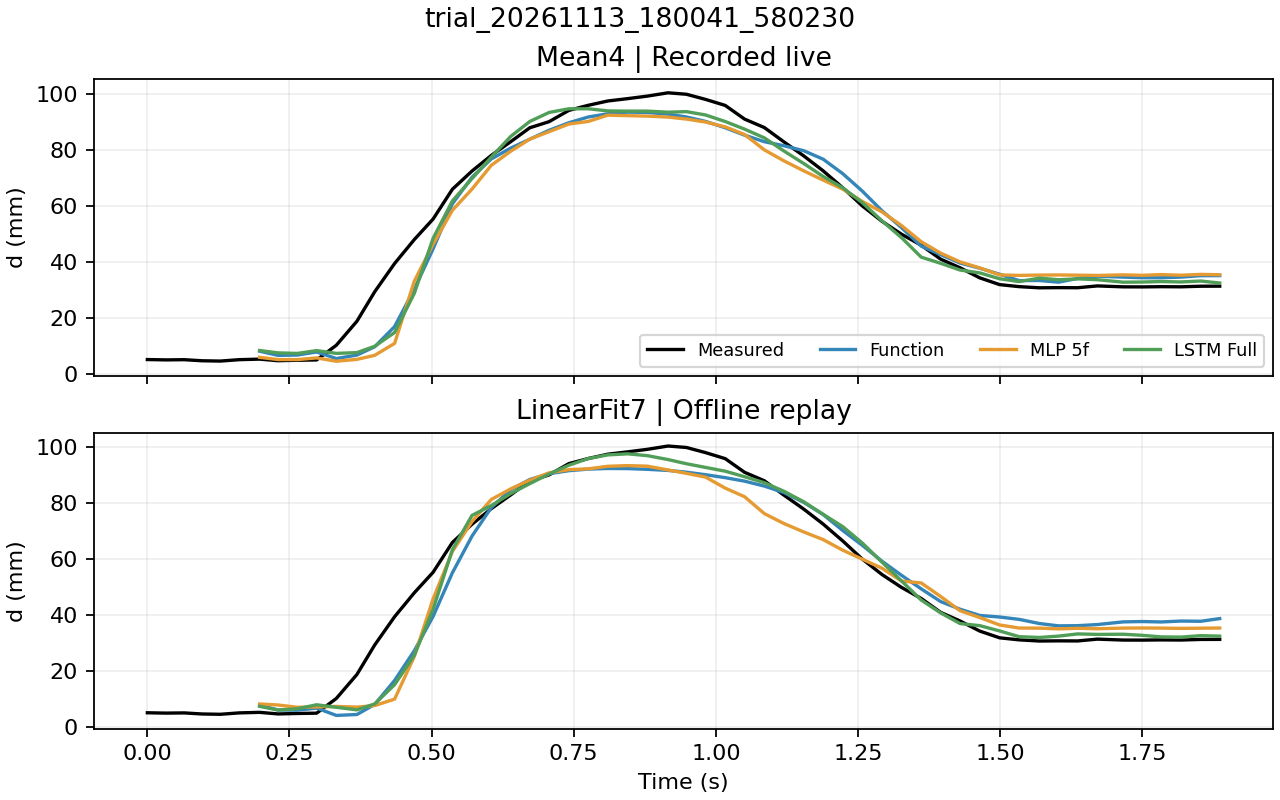 trial_20261113_180041_580230
Mean4 | Recorded live
100
80
60
40
20
0
d (mm)
Measured Function MLP 5f LSTM Full
LinearFit7 | Offline replay
100
80
60
40
20
0
d (mm)
0.00 0.25 0.50 0.75 1.00 1.25 1.50 1.75
Time (s)